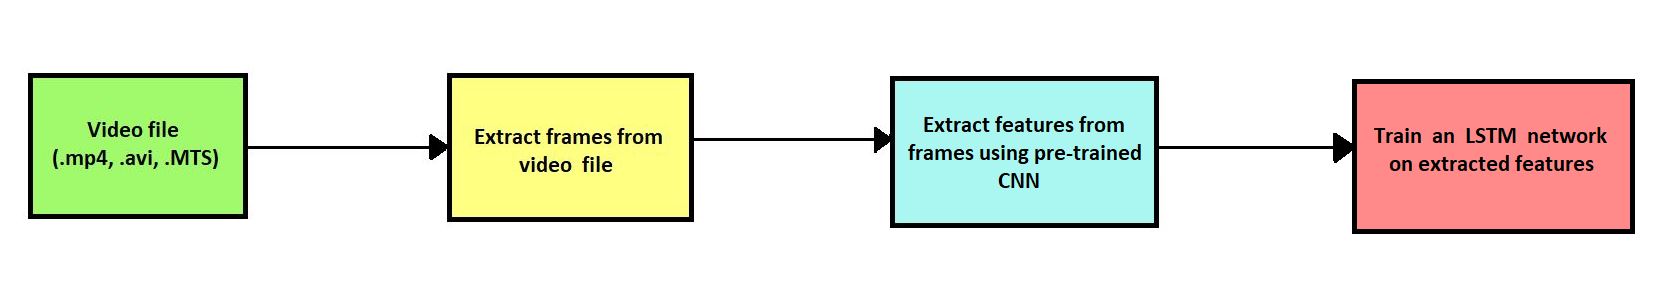 Video file
(.mp4, .avi, .MTS)
Extract frames from
video file
Extract features from
frames using pre-trained
CNN
Train an LSTM network
on extracted features